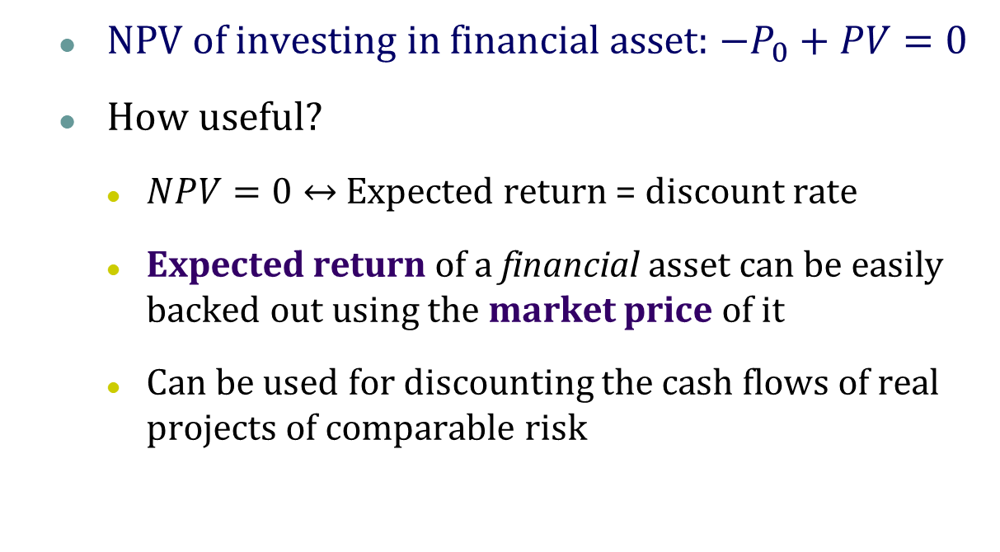 • NPV of investing in financial asset: −P₀ + PV = 0
• How useful?
• NPV = 0 ↔ Expected return = discount rate
• Expected return of a financial asset can be easily
backed out using the market price of it
• Can be used for discounting the cash flows of real
projects of comparable risk